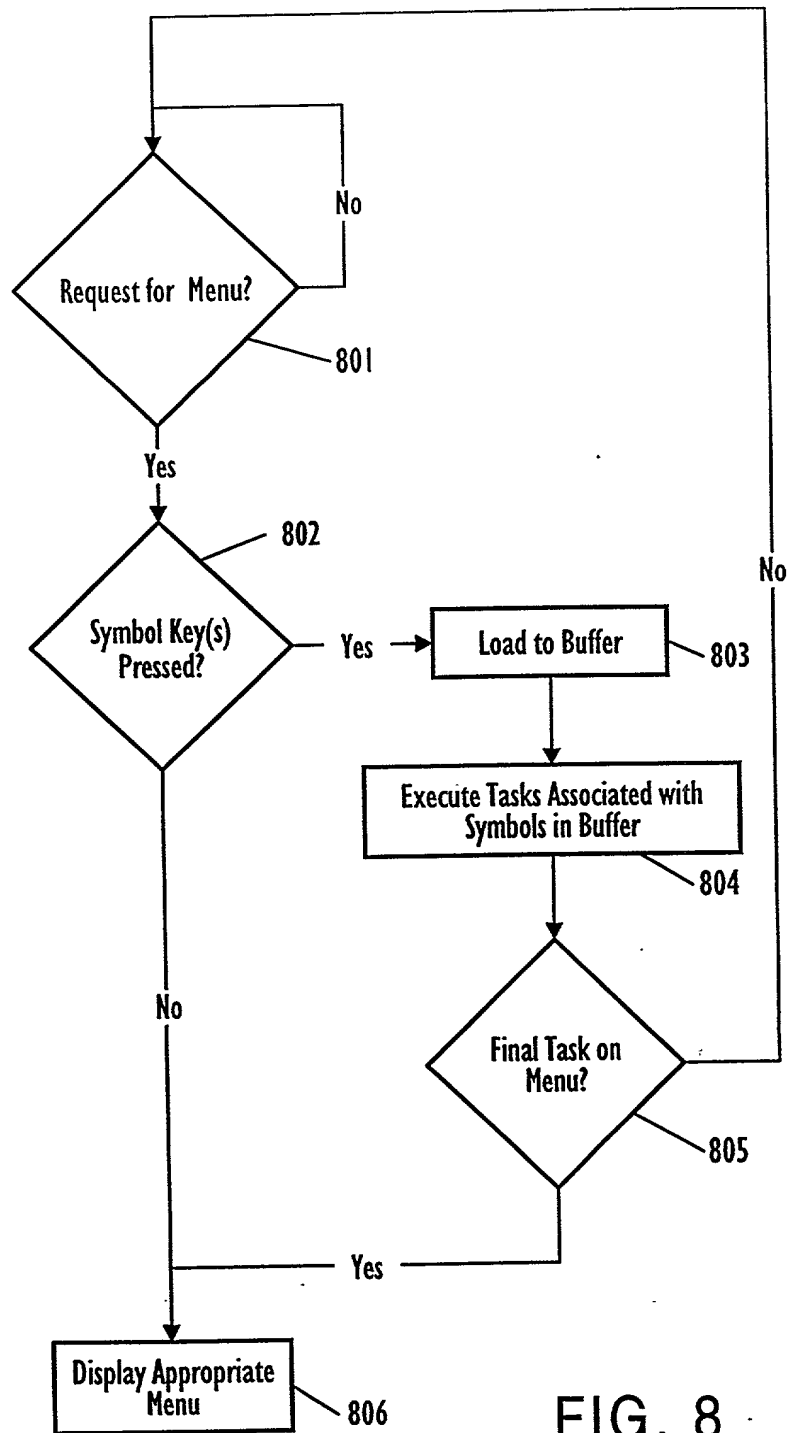 No
Request for Menu?
801
Yes
802
No
Symbol Key(s)
Pressed?
Yes
Load to Buffer
803
Execute Tasks Associated with
Symbols in Buffer
804
No
Final Task on
Menu?
805
Yes
Display Appropriate
Menu
806
FIG. 8